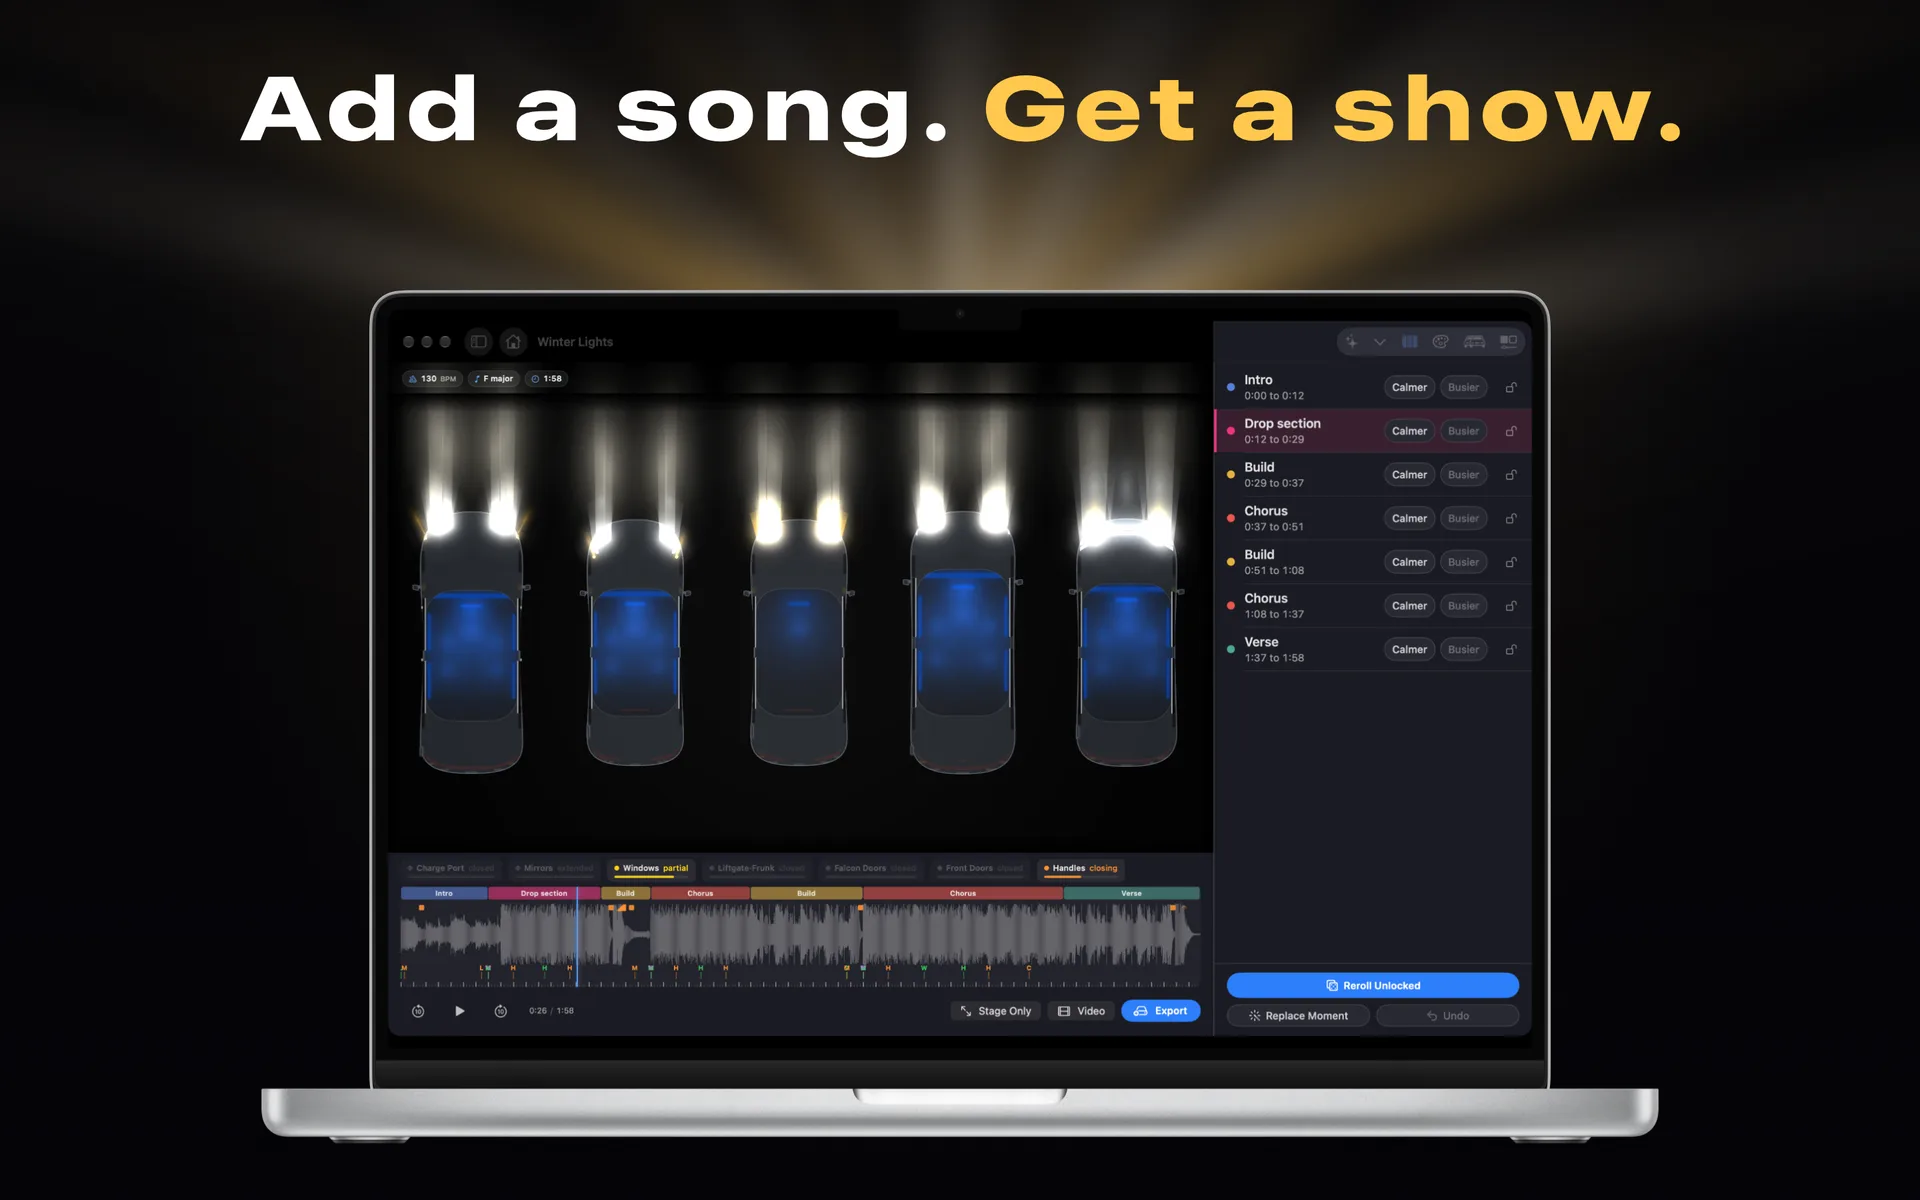 Add a song. Get a show.
Winter Lights
130 BPM
F major
1:58
Intro
0:00 to 0:12
Calmer
Busier
Drop section
0:12 to 0:29
Calmer
Busier
Build
0:29 to 0:37
Calmer
Busier
Chorus
0:37 to 0:51
Calmer
Busier
Build
0:51 to 1:08
Calmer
Busier
Chorus
1:08 to 1:37
Calmer
Busier
Verse
1:37 to 1:58
Calmer
Busier
Charge Port closed
Mirrors extended
Windows partial
Liftgate-Frunk closed
Falcon Doors closed
Front Doors closed
Handles closing
Intro
Drop section
Build
Chorus
Build
Chorus
Verse
0:26 / 1:58
Stage Only
Video
Export
Reroll Unlocked
Replace Moment
Undo